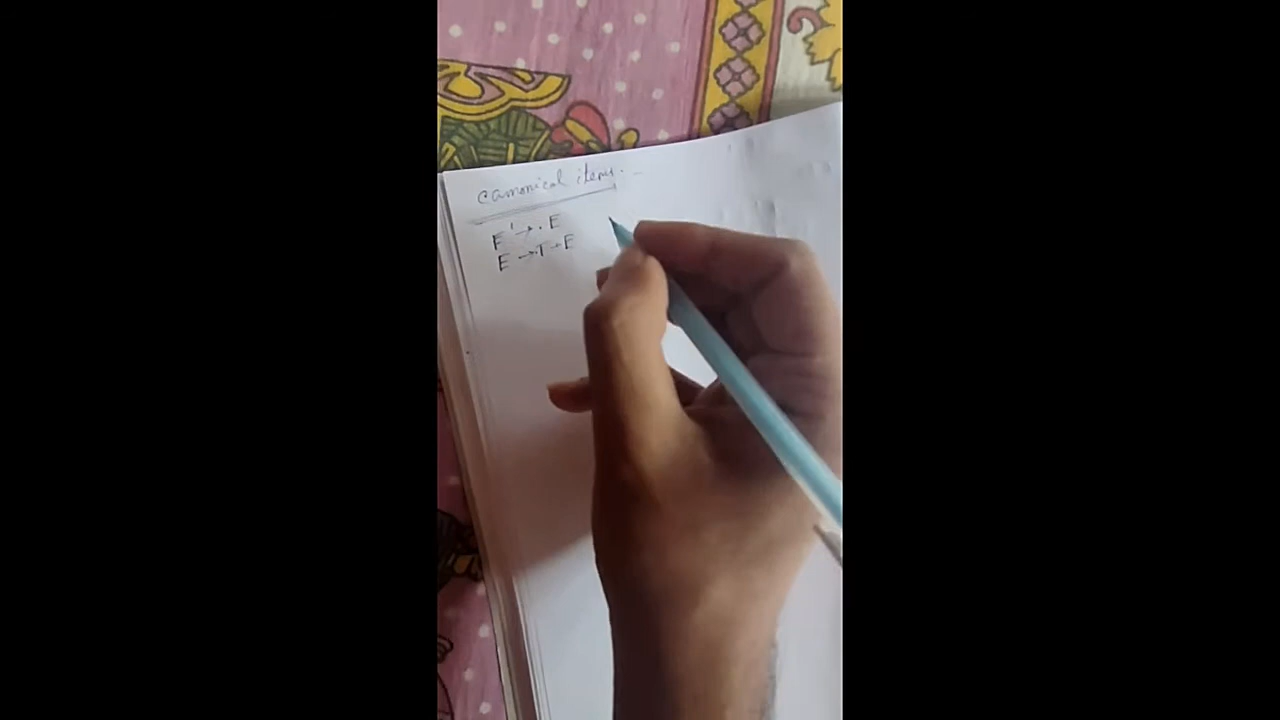 canonical items.
E' → . E
E → .T + E